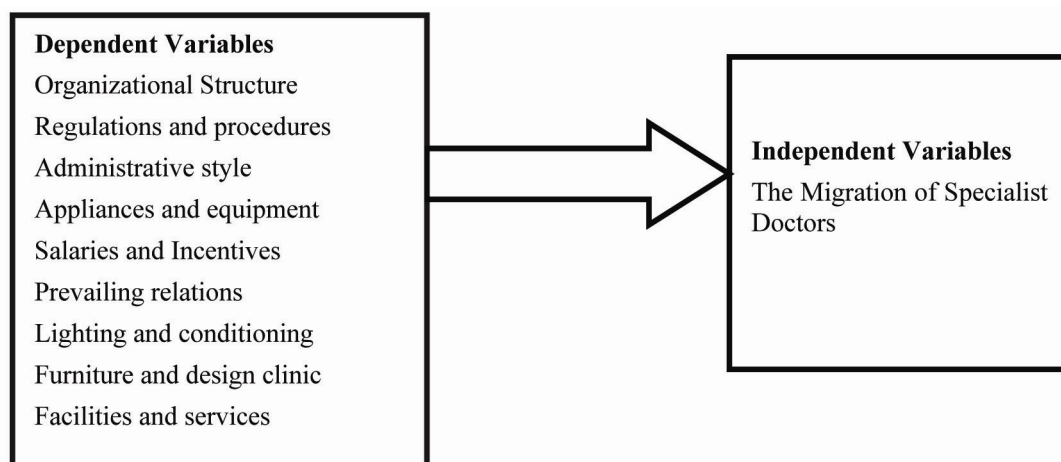 Dependent Variables
Organizational Structure
Regulations and procedures
Administrative style
Appliances and equipment
Salaries and Incentives
Prevailing relations
Lighting and conditioning
Furniture and design clinic
Facilities and services
Independent Variables
The Migration of Specialist
Doctors